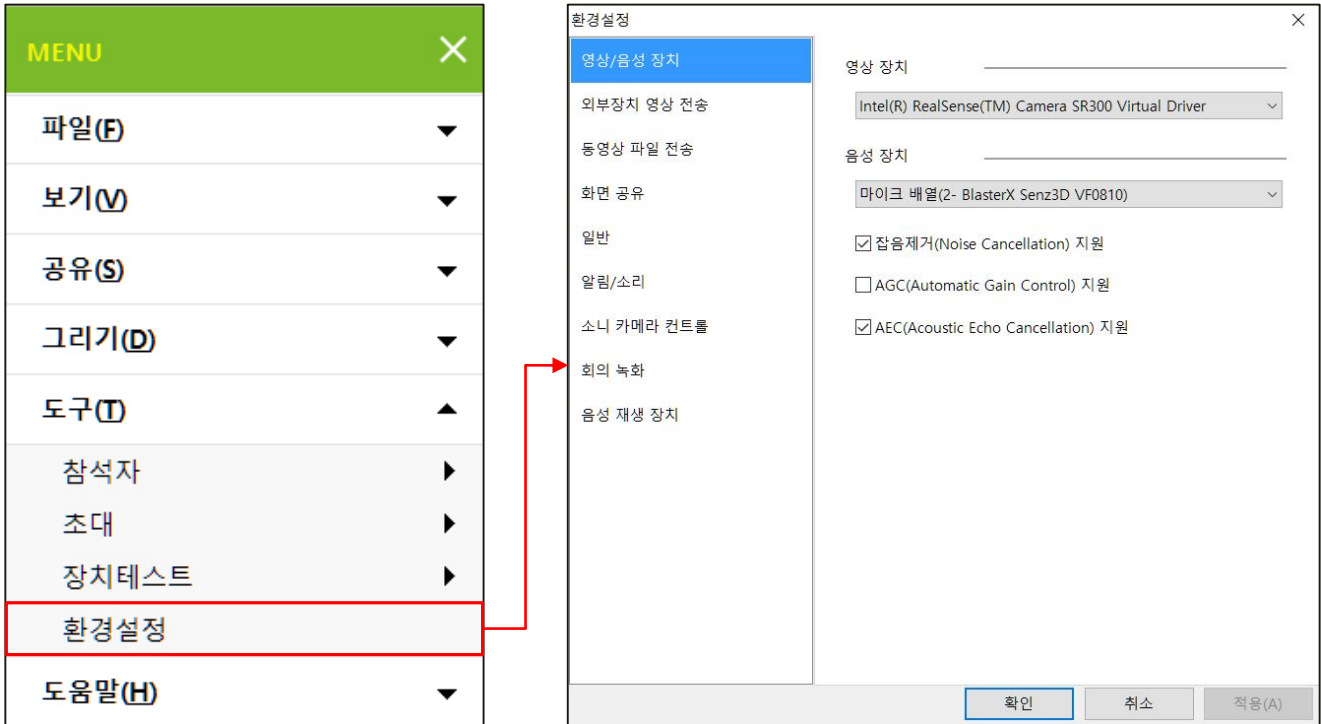 MENU
파일(F)
보기(V)
공유(S)
그리기(D)
도구(T)
참석자
초대
장치테스트
환경설정
도움말(H)
환경설정
영상/음성 장치
외부장치 영상 전송
동영상 파일 전송
화면 공유
일반
알림/소리
소니 카메라 컨트롤
회의 녹화
음성 재생 장치
영상 장치
Intel(R) RealSense(TM) Camera SR300 Virtual Driver
음성 장치
마이크 배열(2- BlasterX Senz3D VF0810)
잡음제거(Noise Cancellation) 지원
AGC(Automatic Gain Control) 지원
AEC(Acoustic Echo Cancellation) 지원
확인
취소
적용(A)